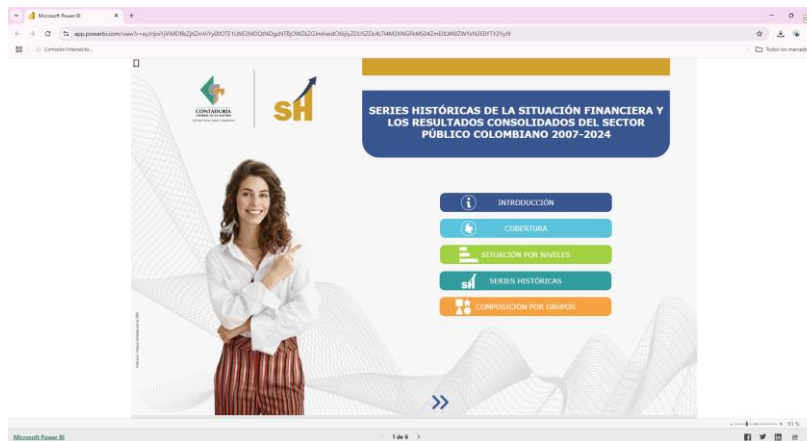 Microsoft Power BI
Comisión Intersecto...
Todos los marcado
CONTADURÍA
GENERAL DE LA NACIÓN
SH
SERIES HISTÓRICAS DE LA SITUACIÓN FINANCIERA Y
LOS RESULTADOS CONSOLIDADOS DEL SECTOR
PÚBLICO COLOMBIANO 2007-2024
INTRODUCCIÓN
COBERTURA
SITUACIÓN POR NIVELES
SH SERIES HISTÓRICAS
COMPOSICIÓN POR GRUPOS
61 %
Microsoft Power BI
1 de 6